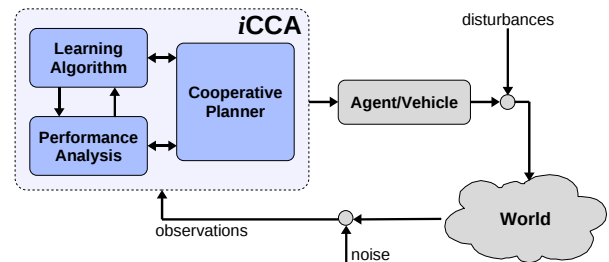 iCCA
disturbances
Learning
Algorithm
Cooperative
Planner
Agent/Vehicle
Performance
Analysis
World
observations
noise